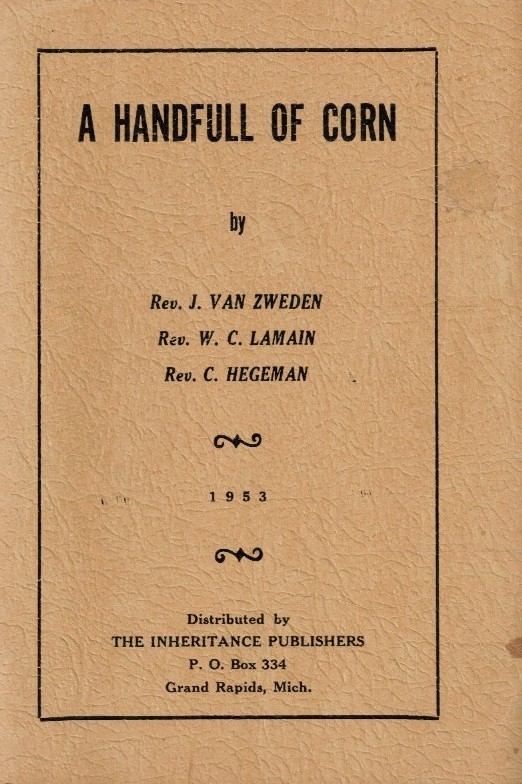 A HANDFULL OF CORN
by
Rev. J. VAN ZWEDEN
Rev. W. C. LAMAIN
Rev. C. HEGEMAN
1953
Distributed by
THE INHERITANCE PUBLISHERS
P. O. Box 334
Grand Rapids, Mich.